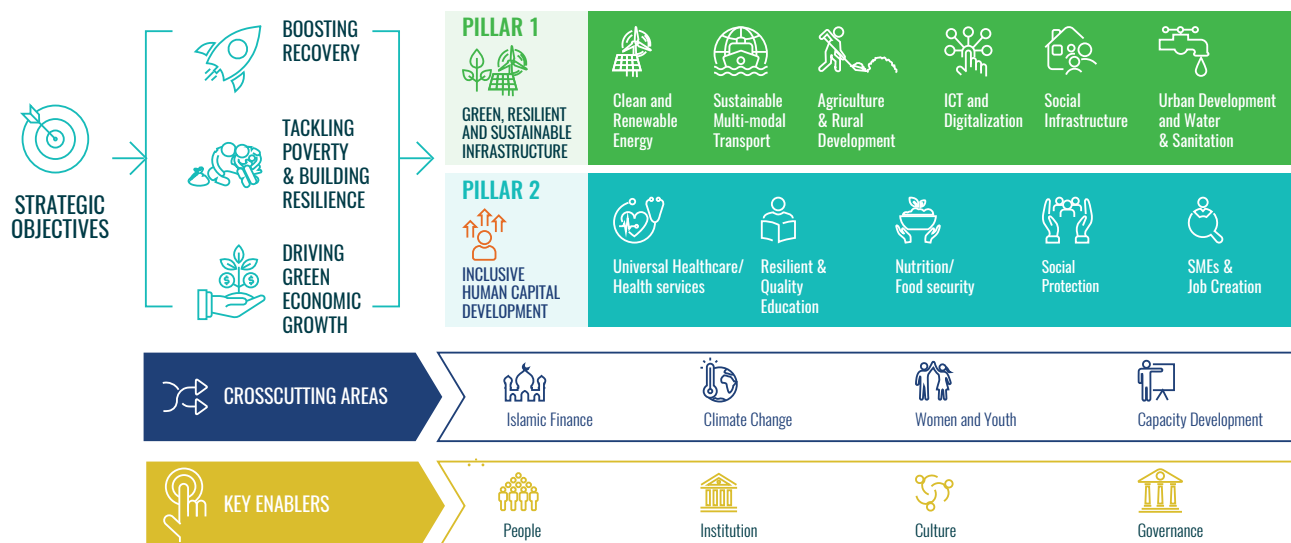 STRATEGIC
OBJECTIVES
BOOSTING
RECOVERY
TACKLING
POVERTY
& BUILDING
RESILIENCE
DRIVING
GREEN
ECONOMIC
GROWTH
PILLAR 1
GREEN, RESILIENT
AND SUSTAINABLE
INFRASTRUCTURE
Clean and
Renewable
Energy
Sustainable
Multi-modal
Transport
Agriculture
& Rural
Development
ICT and
Digitalization
Social
Infrastructure
Urban Development
and Water
& Sanitation
PILLAR 2
INCLUSIVE
HUMAN CAPITAL
DEVELOPMENT
Universal Healthcare/
Health services
Resilient &
Quality
Education
Nutrition/
Food security
Social
Protection
SMEs &
Job Creation
CROSSCUTTING AREAS
Islamic Finance
Climate Change
Women and Youth
Capacity Development
KEY ENABLERS
People
Institution
Culture
Governance